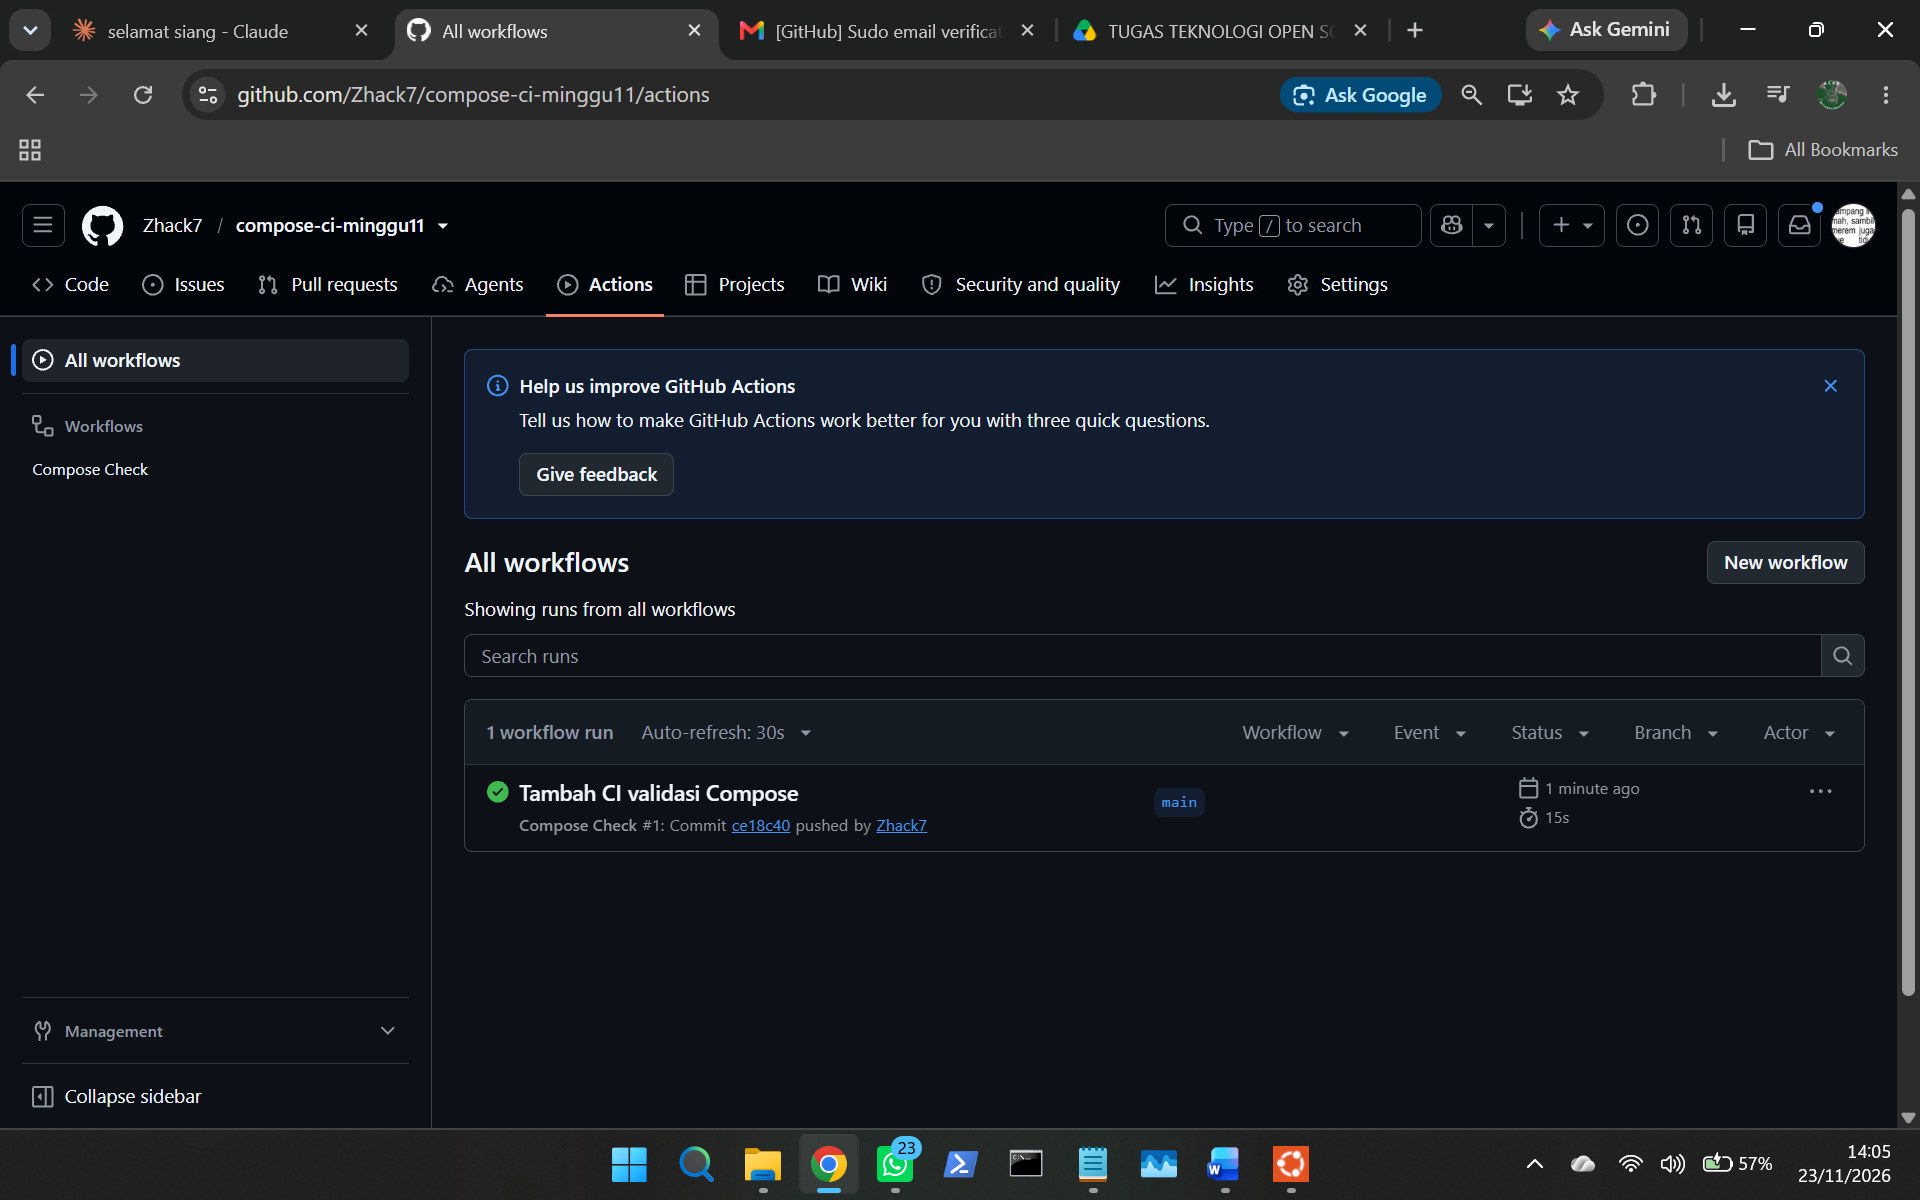 selamat siang - Claude
All workflows
[GitHub] Sudo email verifica
TUGAS TEKNOLOGI OPEN SO
Ask Gemini
github.com/Zhack7/compose-ci-minggu11/actions
Ask Google
All Bookmarks
Zhack7 / compose-ci-minggu11
Type / to search
Code
Issues
Pull requests
Agents
Actions
Projects
Wiki
Security and quality
Insights
Settings
All workflows
Workflows
Compose Check
Help us improve GitHub Actions
Tell us how to make GitHub Actions work better for you with three quick questions.
Give feedback
All workflows
New workflow
Showing runs from all workflows
Search runs
1 workflow run
Auto-refresh: 30s
Workflow
Event
Status
Branch
Actor
Tambah CI validasi Compose
main
1 minute ago
Compose Check #1: Commit ce18c40 pushed by Zhack7
15s
Management
Collapse sidebar
23
57%
14:05
23/11/2026